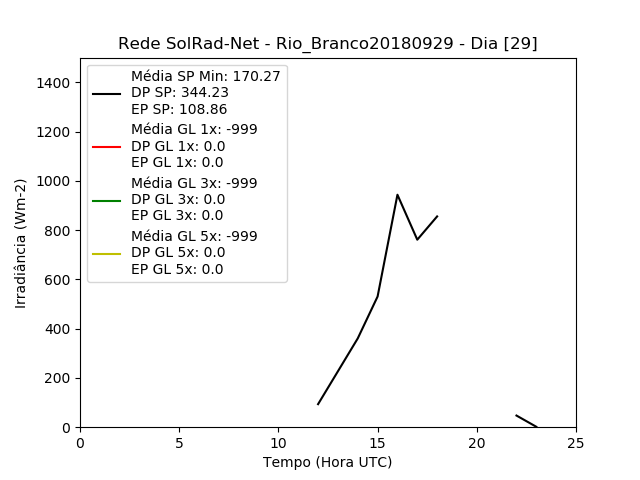 Rede SolRad-Net - Rio_Branco20180929 - Dia [29]
Média SP Min: 170.27
DP SP: 344.23
EP SP: 108.86
Média GL 1x: -999
DP GL 1x: 0.0
EP GL 1x: 0.0
Média GL 3x: -999
DP GL 3x: 0.0
EP GL 3x: 0.0
Média GL 5x: -999
DP GL 5x: 0.0
EP GL 5x: 0.0
1400
1200
1000
800
600
400
200
0
Irradiância (Wm-2)
0 5 10 15 20 25
Tempo (Hora UTC)